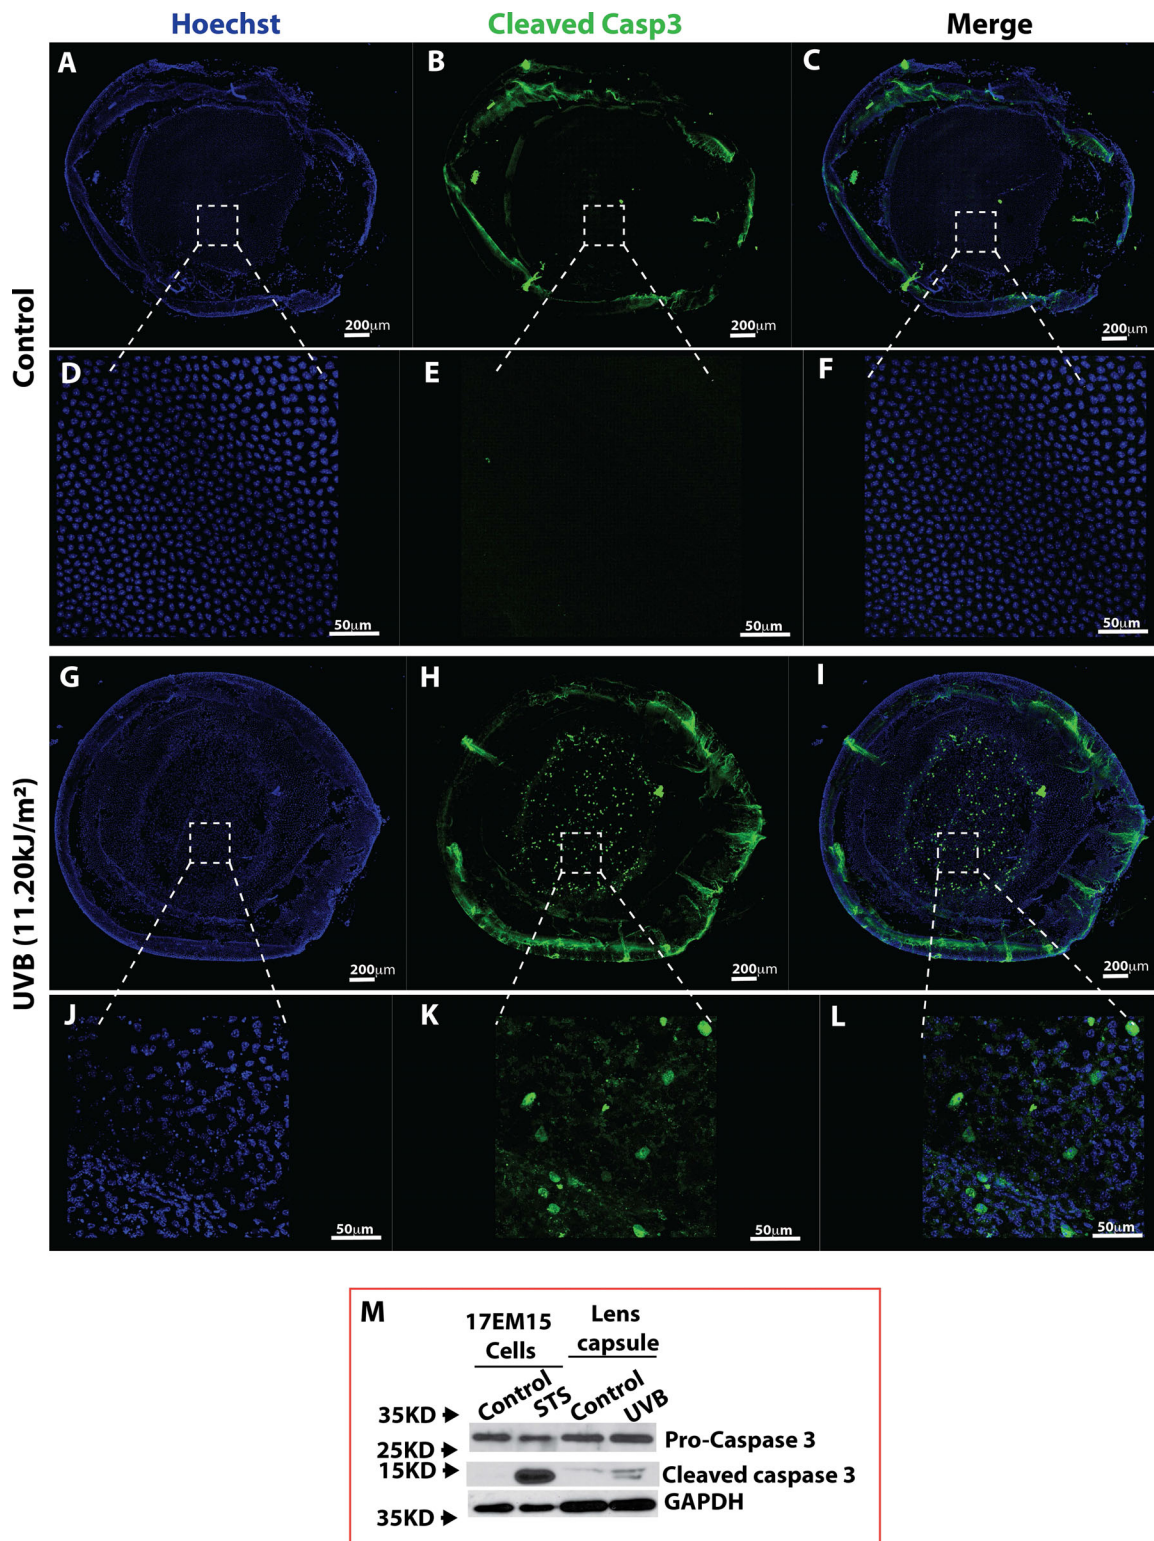 Hoechst Cleaved Casp3 Merge
Control
A B C
200μm 200μm 200μm
D E F
50μm 50μm 50μm
UVB (11.20kJ/m²)
G H I
200μm 200μm 200μm
J K L
50μm 50μm 50μm
M
17EM15 Cells
Lens capsule
Control STS Control UVB
35KD
25KD
Pro-Caspase 3
15KD
Cleaved caspase 3
GAPDH
35KD